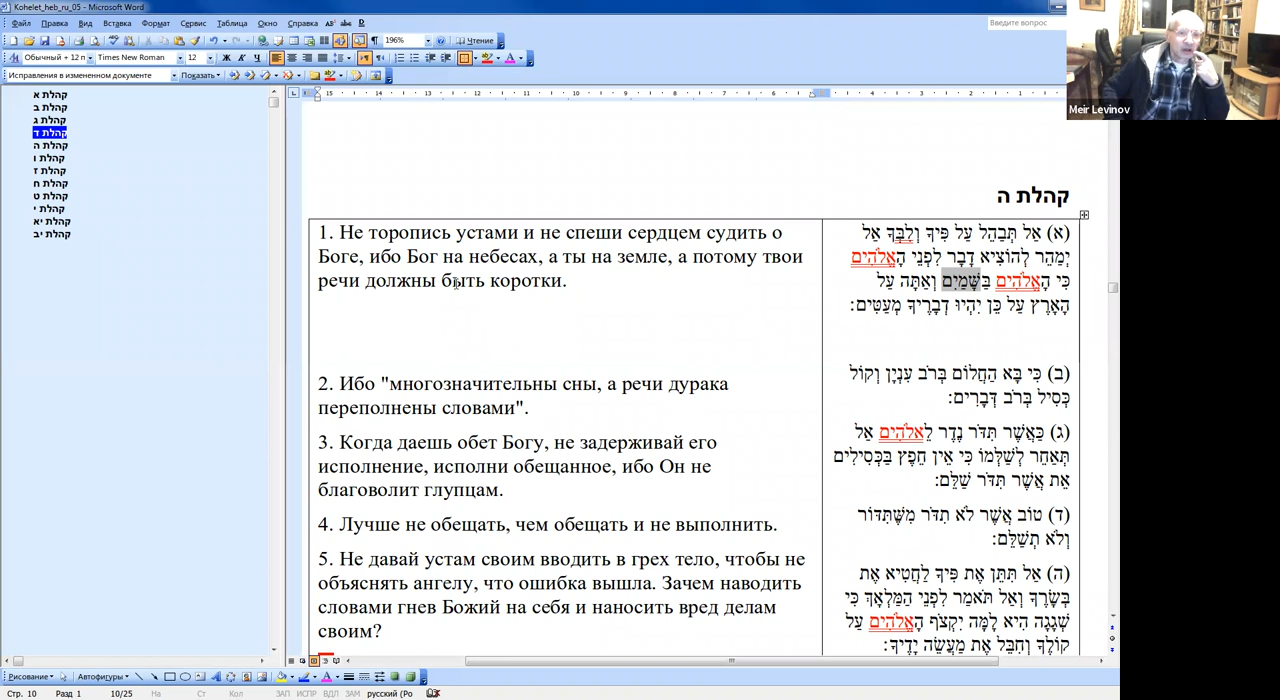 Kohelet_heb_ru_05 - Microsoft Word
Файл Правка Вид Вставка Формат Сервис Таблица Окно Справка
Введите вопрос
196% Чтение
Обычный + 12 п Times New Roman 12 Ж К Ч
Исправления в измененном документе Показать
קהלת א
קהלת ב
קהלת ג
קהלת ד
קהלת ה
קהלת ו
קהלת ז
קהלת ח
קהלת ט
קהלת י
קהלת יא
קהלת יב
Meir Levinov
קהלת ה
1. Не торопись устами и не спеши сердцем судить о
Боге, ибо Бог на небесах, а ты на земле, а потому твои
речи должны быть коротки.
(א) אַל תְּבַהֵל עַל פִּיךָ וְלִבְּךָ אַל
יְמַהֵר לְהוֹצִיא דָבָר לִפְנֵי הָאֱלֹהִים
כִּי הָאֱלֹהִים בַּשָּׁמַיִם וְאַתָּה עַל
הָאָרֶץ עַל כֵּן יִהְיוּ דְבָרֶיךָ מְעַטִּים:
2. Ибо "многозначительны сны, а речи дурака
переполнены словами".
(ב) כִּי בָּא הַחֲלוֹם בְּרֹב עִנְיָן וְקוֹל
כְּסִיל בְּרֹב דְּבָרִים:
3. Когда даешь обет Богу, не задерживай его
исполнение, исполни обещанное, ибо Он не
благоволит глупцам.
(ג) כַּאֲשֶׁר תִּדֹּר נֶדֶר לֵאלֹהִים אַל
תְּאַחֵר לְשַׁלְּמוֹ כִּי אֵין חֵפֶץ בַּכְּסִילִים
אֵת אֲשֶׁר תִּדֹּר שַׁלֵּם:
4. Лучше не обещать, чем обещать и не выполнить.
(ד) טוֹב אֲשֶׁר לֹא תִדֹּר מִשֶּׁתִּדּוֹר
וְלֹא תְשַׁלֵּם:
5. Не давай устам своим вводить в грех тело, чтобы не
объяснять ангелу, что ошибка вышла. Зачем наводить
словами гнев Божий на себя и наносить вред делам
своим?
(ה) אַל תִּתֵּן אֶת פִּיךָ לַחֲטִיא אֶת
בְּשָׂרֶךָ וְאַל תֹּאמַר לִפְנֵי הַמַּלְאָךְ כִּי
שְׁגָגָה הִיא לָמָּה יִקְצֹף הָאֱלֹהִים עַל
קוֹלֶךָ וְחִבֵּל אֶת מַעֲשֵׂה יָדֶיךָ:
Рисование Автофигуры
Стр. 10 Разд 1 10/25 На Ст Кол ЗАП ИСПР ВДЛ ЗАМ русский (Ро